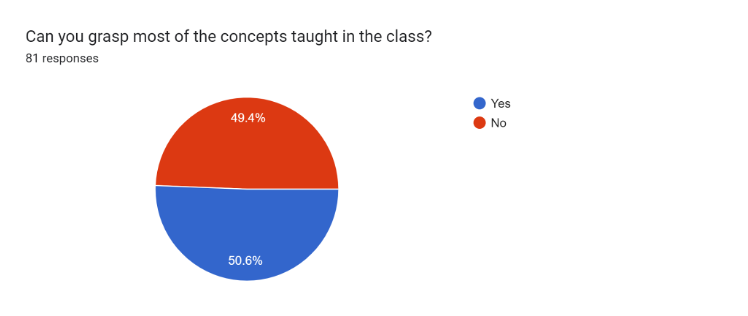 Can you grasp most of the concepts taught in the class?
81 responses
49.4%
50.6%
Yes
No